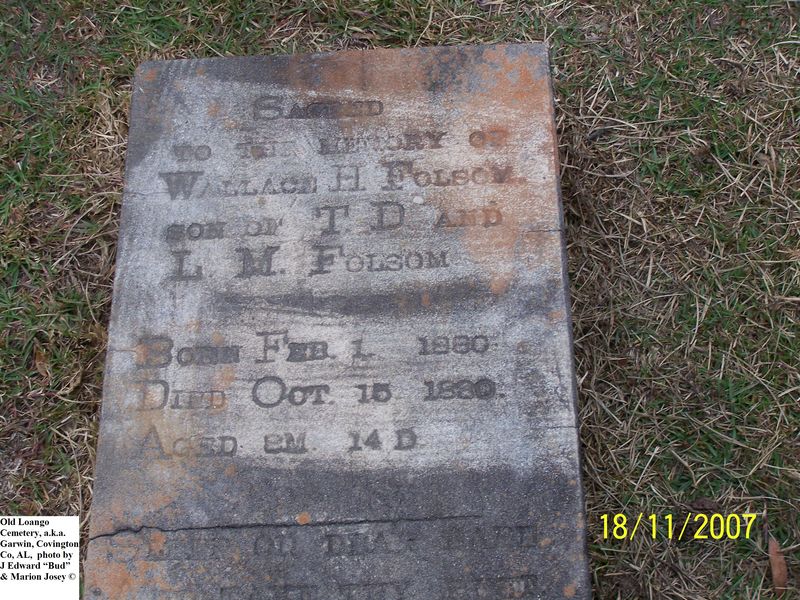 SACRED
TO THE MEMORY OF
WALLACE H FOLSOM.
SON OF T. D. AND
L. M. FOLSOM
BORN FEB. 1 1880
DIED OCT. 15 1880.
AGED 8M. 14 D.
Old Loango
Cemetery, a.k.a.
Garwin, Covington
Co, AL, photo by
J Edward “Bud”
& Marion Josey ©
18/11/2007